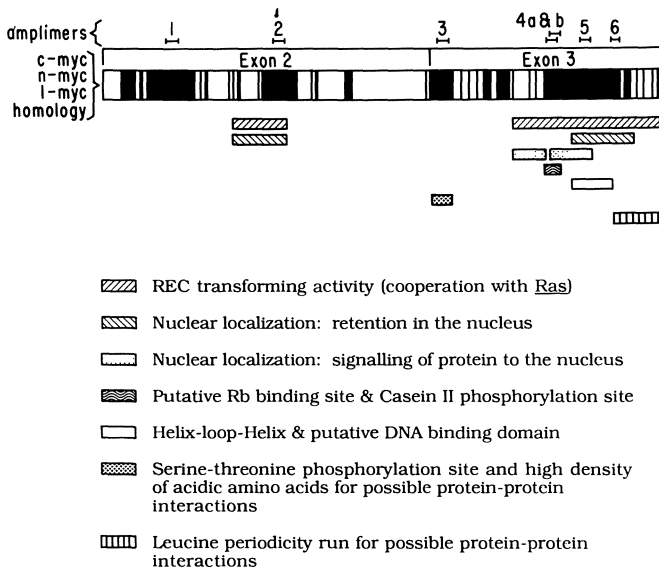 amplimers
1
2
3
4a & b
5
6
c-myc
n-myc
l-myc
homology
Exon 2
Exon 3
REC transforming activity (cooperation with Ras)
Nuclear localization: retention in the nucleus
Nuclear localization: signalling of protein to the nucleus
Putative Rb binding site & Casein II phosphorylation site
Helix-loop-Helix & putative DNA binding domain
Serine-threonine phosphorylation site and high density
of acidic amino acids for possible protein-protein
interactions
Leucine periodicity run for possible protein-protein
interactions